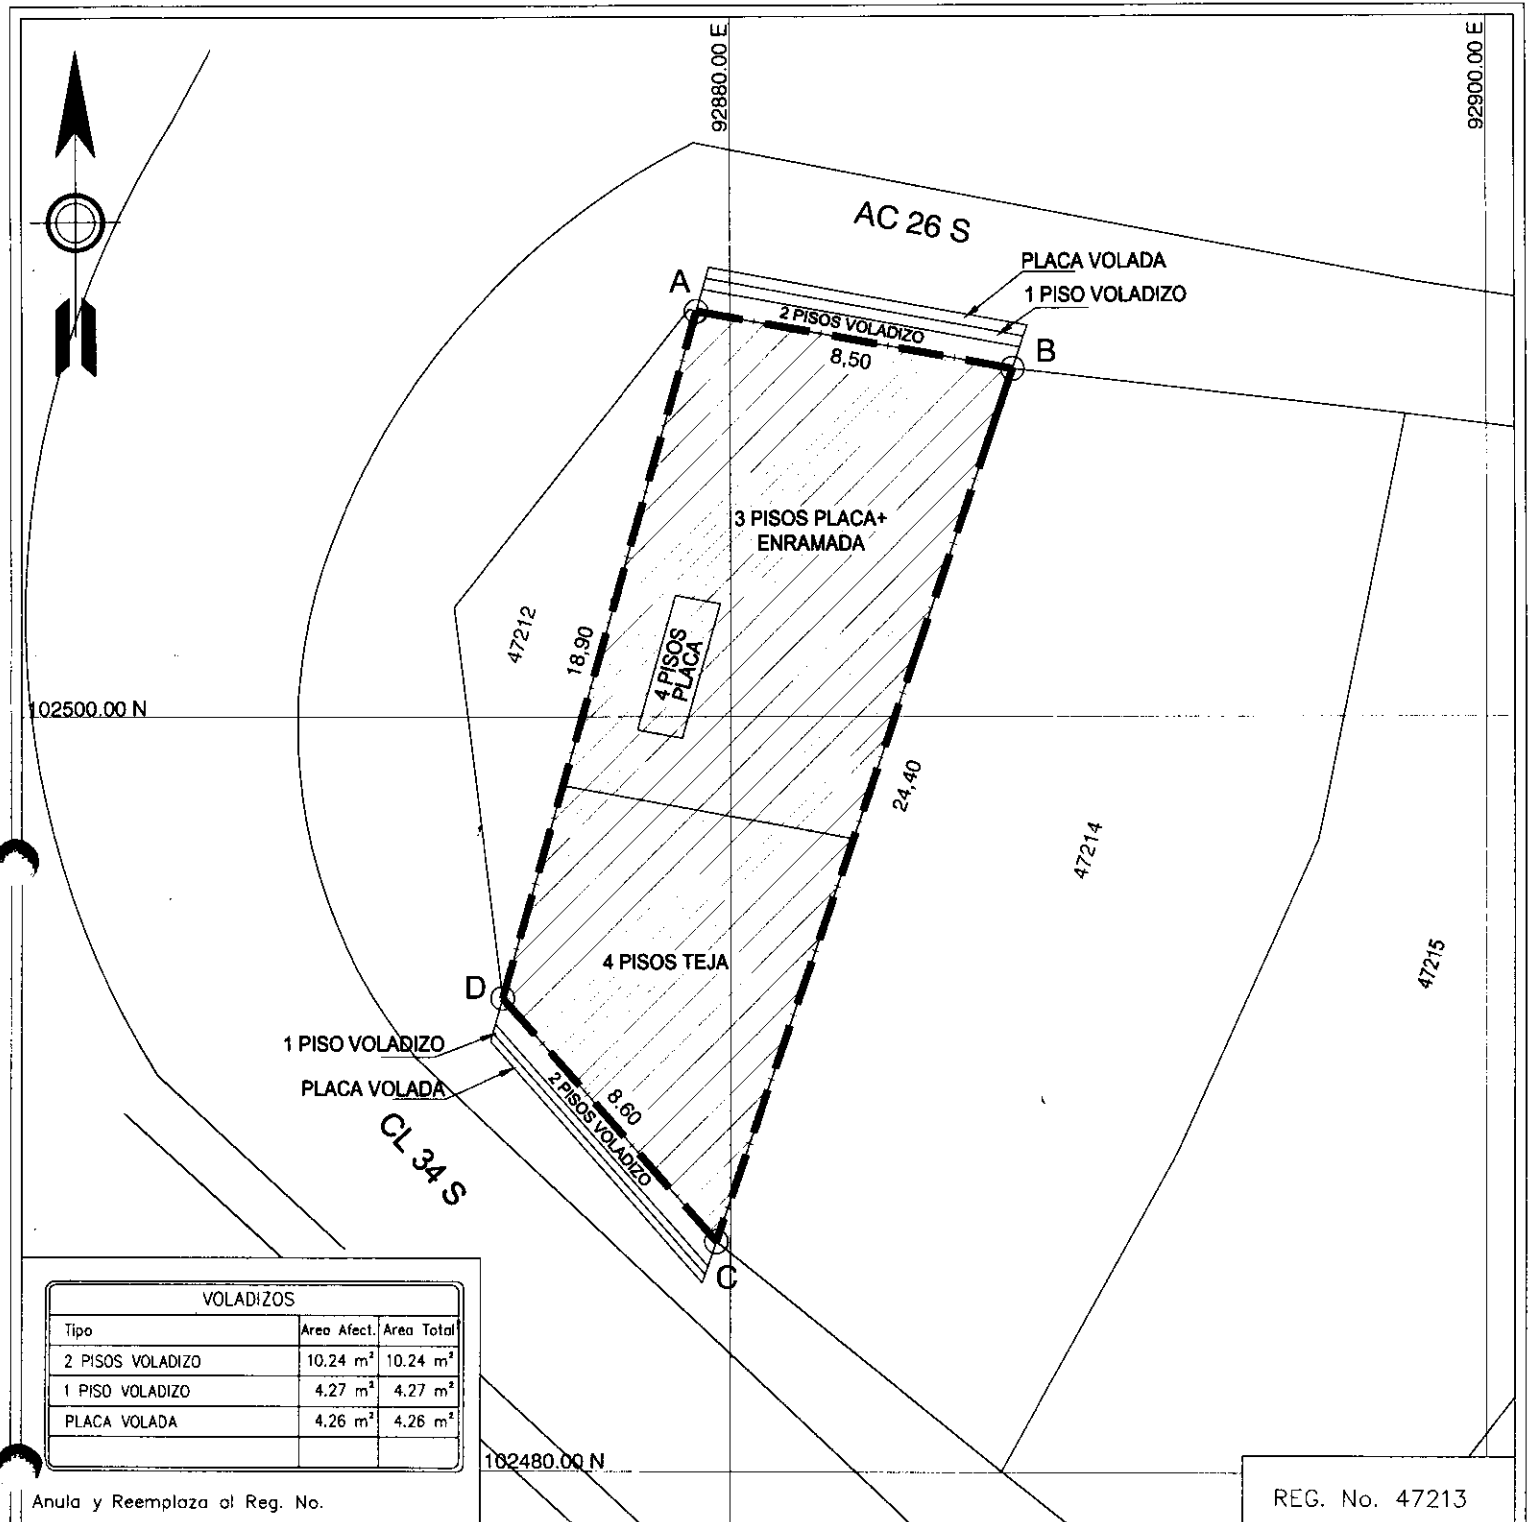 92880.00 E
92900.00 E
AC 26 S
PLACA VOLADA
1 PISO VOLADIZO
A
2 PISOS VOLADIZO
B
8,50
3 PISOS PLACA+
ENRAMADA
47212
18,90
4 PISOS
PLACA
102500.00 N
24,40
47214
47215
4 PISOS TEJA
D
1 PISO VOLADIZO
PLACA VOLADA
8.60
2 PISOS VOLADIZO
CL 34 S
C
VOLADIZOS
Tipo Area Afect. Area Total
2 PISOS VOLADIZO 10.24 m² 10.24 m²
1 PISO VOLADIZO 4.27 m² 4.27 m²
PLACA VOLADA 4.26 m² 4.26 m²
102480.00 N
Anula y Reemplaza al Reg. No.
REG. No. 47213